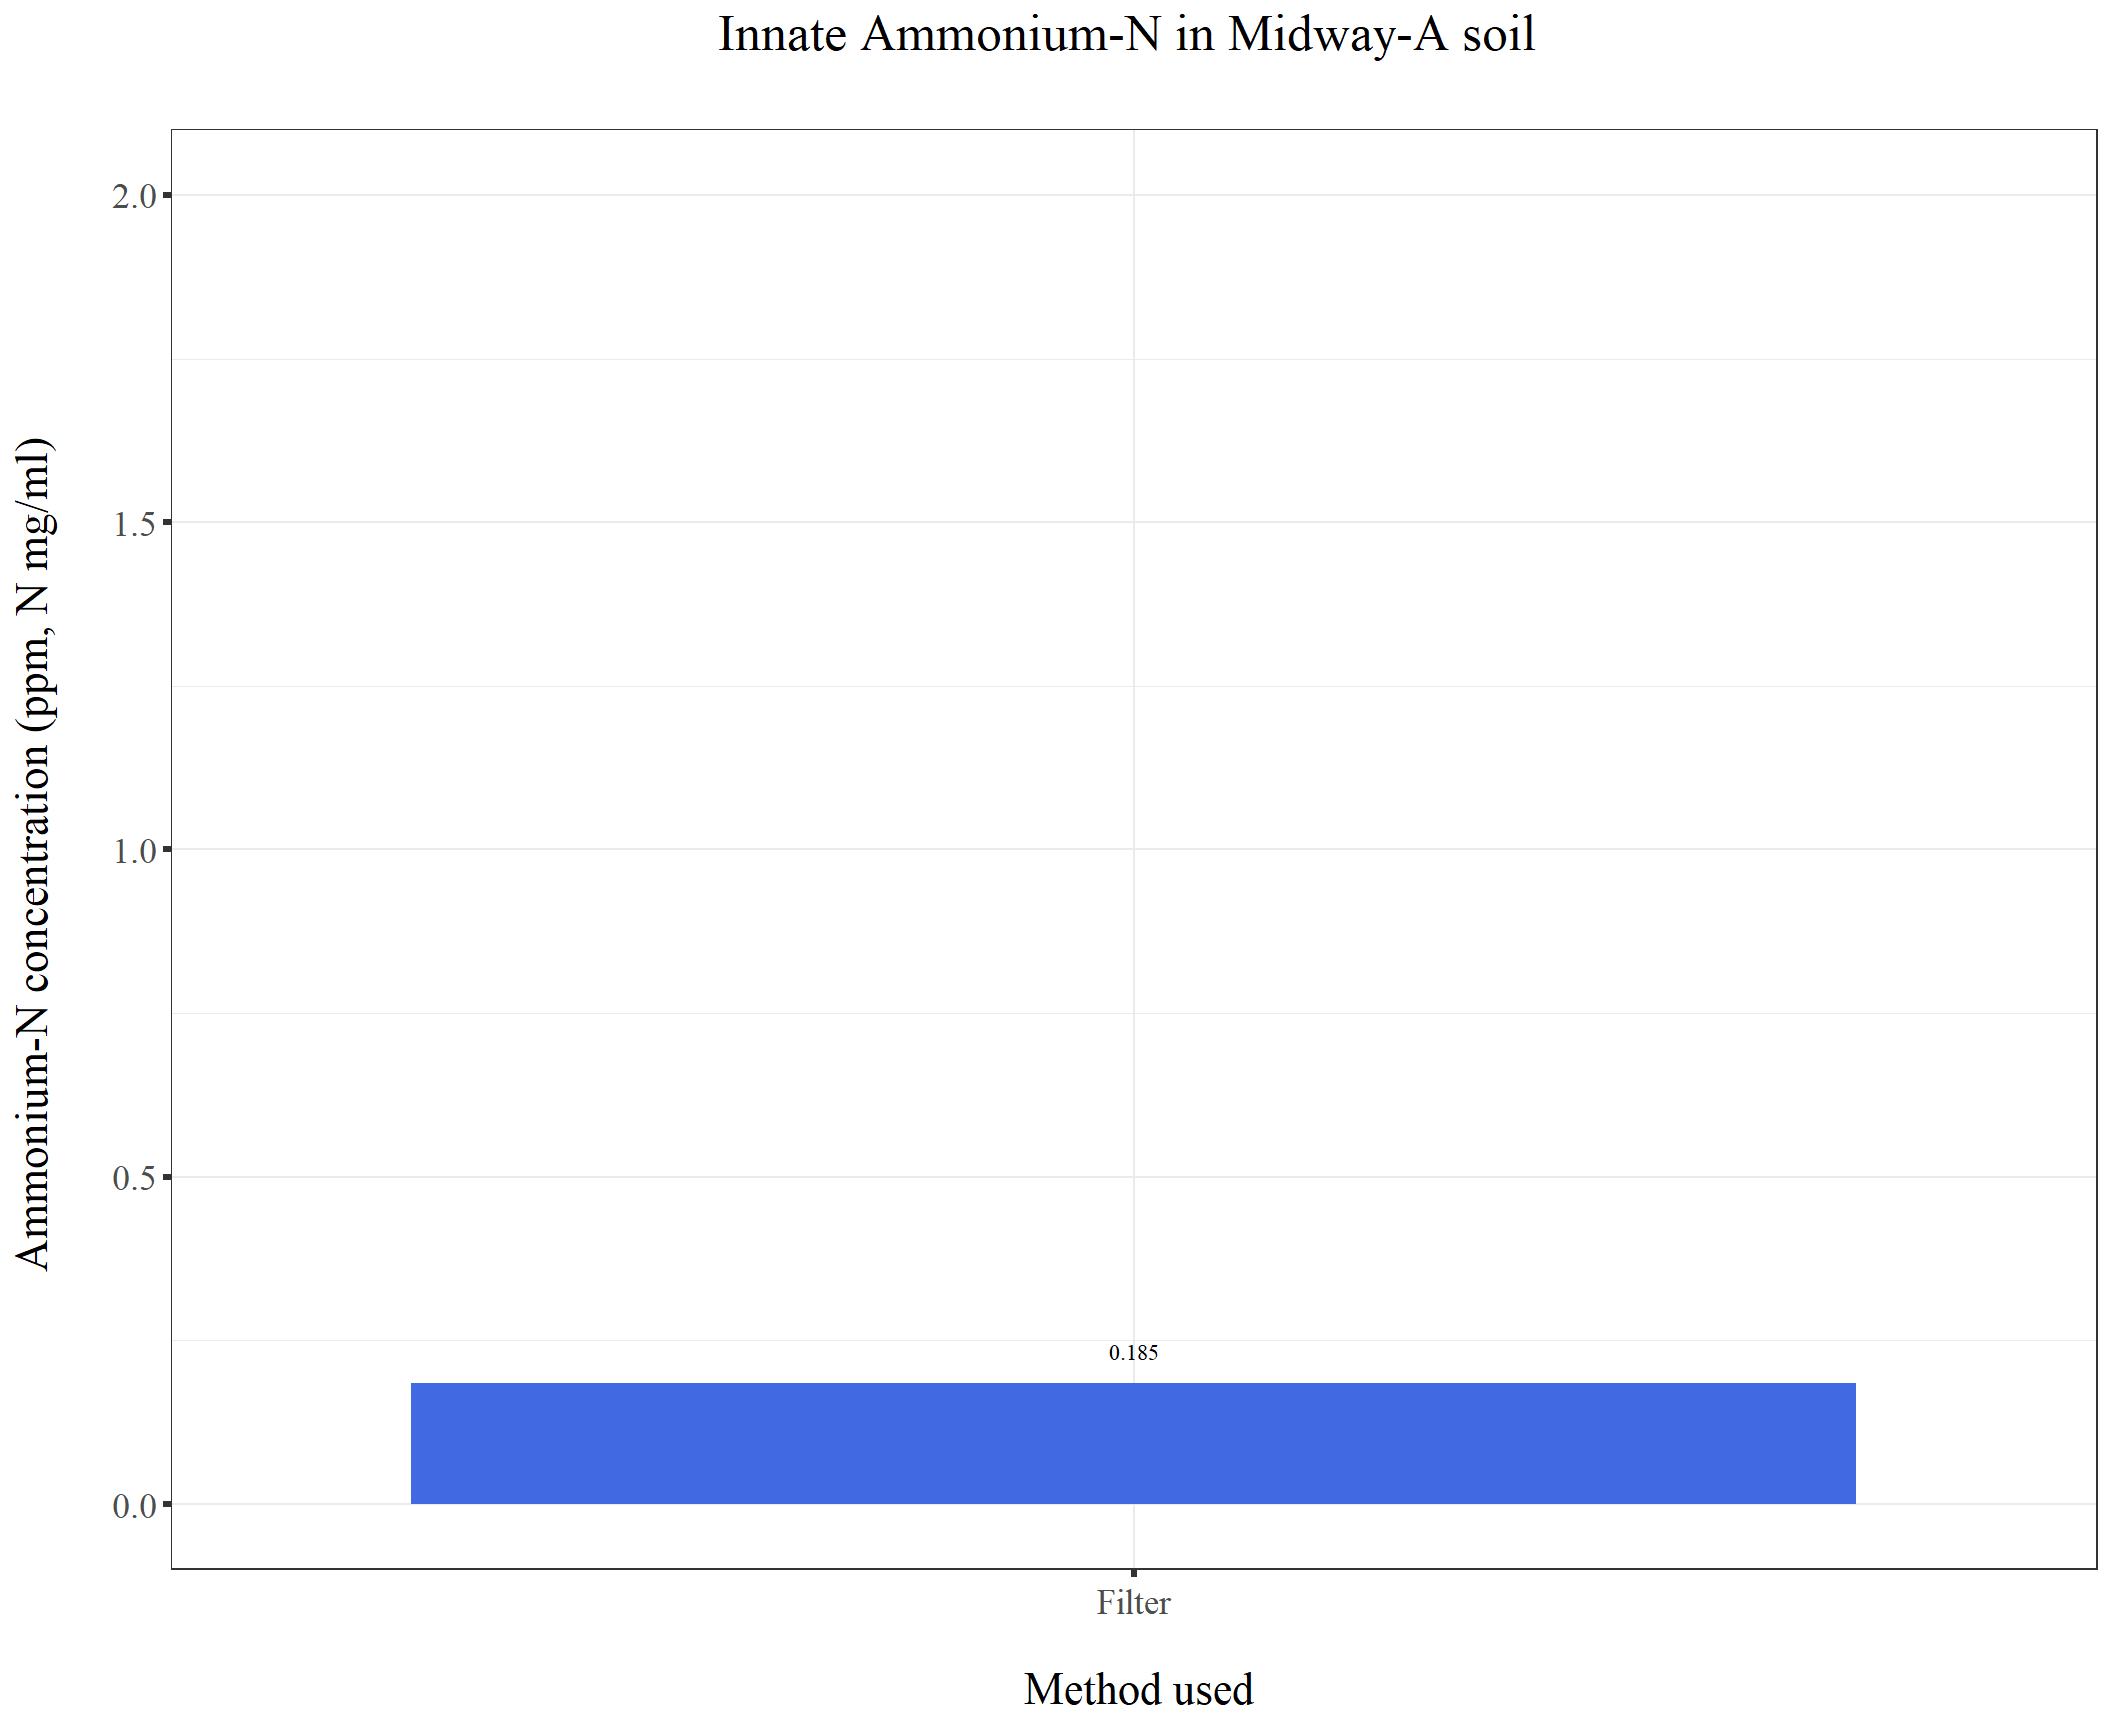 Innate Ammonium-N in Midway-A soil
Ammonium-N concentration (ppm, N mg/ml)
2.0
1.5
1.0
0.5
0.0
0.185
Filter
Method used